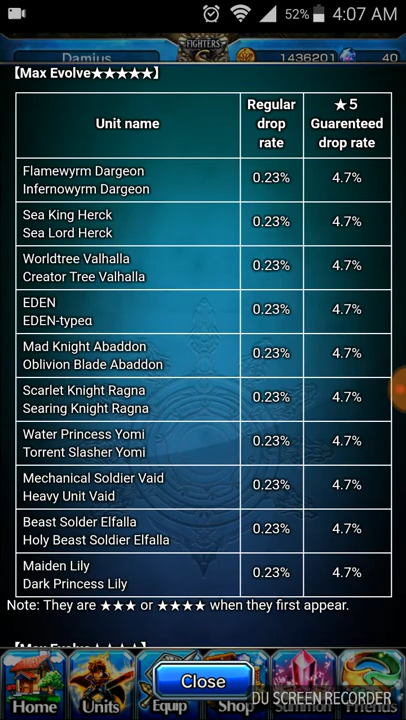 52% 4:07 AM
Damius FIGHTERS 1436201 40
【Max Evolve★★★★★】
Unit name Regular drop rate ★5 Guarenteed drop rate
Flamewyrm Dargeon
Infernowyrm Dargeon 0.23% 4.7%
Sea King Herck
Sea Lord Herck 0.23% 4.7%
Worldtree Valhalla
Creator Tree Valhalla 0.23% 4.7%
EDEN
EDEN-typeα 0.23% 4.7%
Mad Knight Abaddon
Oblivion Blade Abaddon 0.23% 4.7%
Scarlet Knight Ragna
Searing Knight Ragna 0.23% 4.7%
Water Princess Yomi
Torrent Slasher Yomi 0.23% 4.7%
Mechanical Soldier Vaid
Heavy Unit Vaid 0.23% 4.7%
Beast Solder Elfalla
Holy Beast Soldier Elfalla 0.23% 4.7%
Maiden Lily
Dark Princess Lily 0.23% 4.7%
Note: They are ★★★ or ★★★★ when they first appear.
【Max Evolve★★★★】
Close
Home Units Equip Shop Summon Friends
DU SCREEN RECORDER